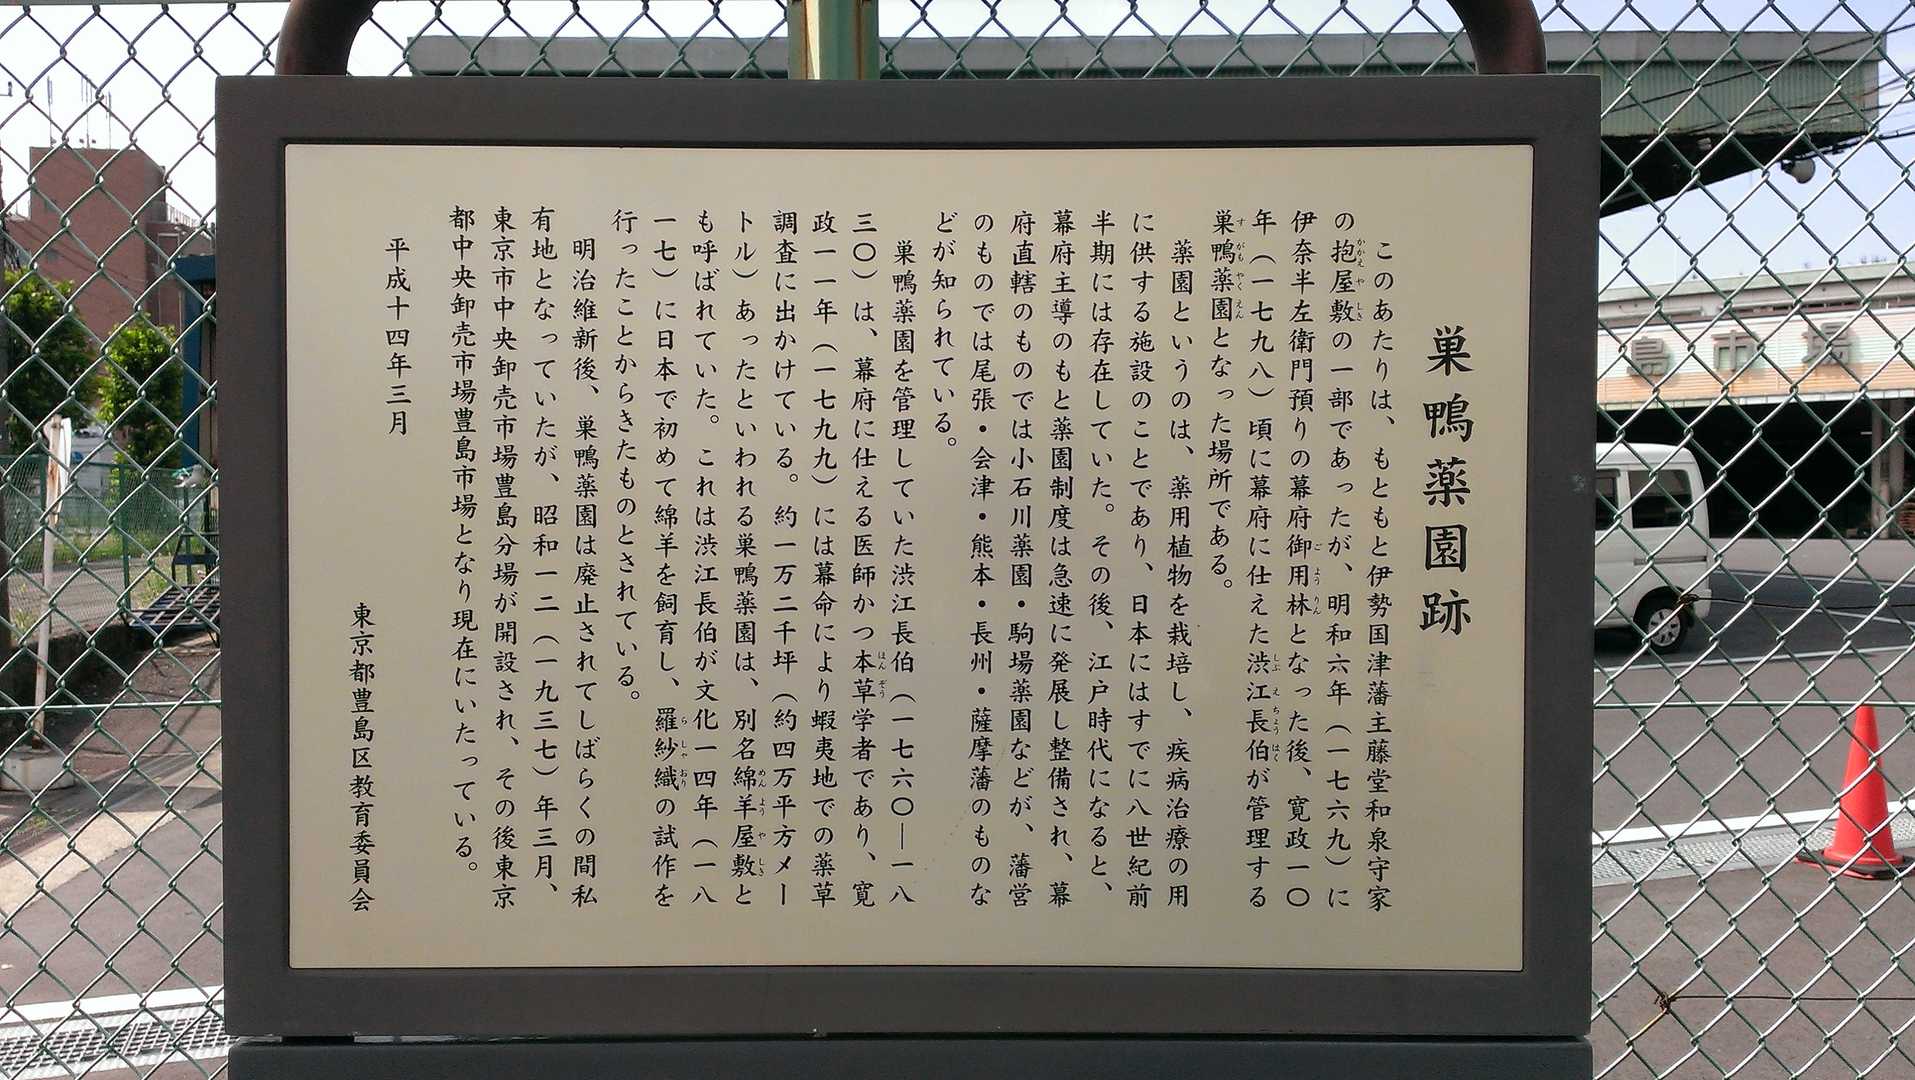 巣鴨薬園跡
このあたりは、もともと伊勢国津藩主藤堂和泉守家
の抱屋敷の一部であったが、明和六年（一七六九）に
伊奈半左衛門預りの幕府御用林となった後、寛政一〇
年（一七九八）頃に幕府に仕えた渋江長伯が管理する
巣鴨薬園となった場所である。
薬園というのは、薬用植物を栽培し、疾病治療の用
に供する施設のことであり、日本にはすでに八世紀前
半期には存在していた。その後、江戸時代になると、
幕府主導のもと薬園制度は急速に発展し整備され、幕
府直轄のものでは小石川薬園・駒場薬園などが、藩営
のものでは尾張・会津・熊本・長州・薩摩藩のものな
どが知られている。
巣鴨薬園を管理していた渋江長伯（一七六〇―一八
三〇）は、幕府に仕える医師かつ本草学者であり、寛
政一一年（一七九九）には幕命により蝦夷地での薬草
調査に出かけている。約一万二千坪（約四万平方メー
トル）あったといわれる巣鴨薬園は、別名綿羊屋敷と
も呼ばれていた。これは渋江長伯が文化一四年（一八
一七）に日本で初めて綿羊を飼育し、羅紗織の試作を
行ったことからきたものとされている。
明治維新後、巣鴨薬園は廃止されてしばらくの間私
有地となっていたが、昭和一二（一九三七）年三月、
東京市中央卸売市場豊島分場が開設され、その後東京
都中央卸売市場豊島市場となり現在にいたっている。
平成十四年三月
東京都豊島区教育委員会
島市場